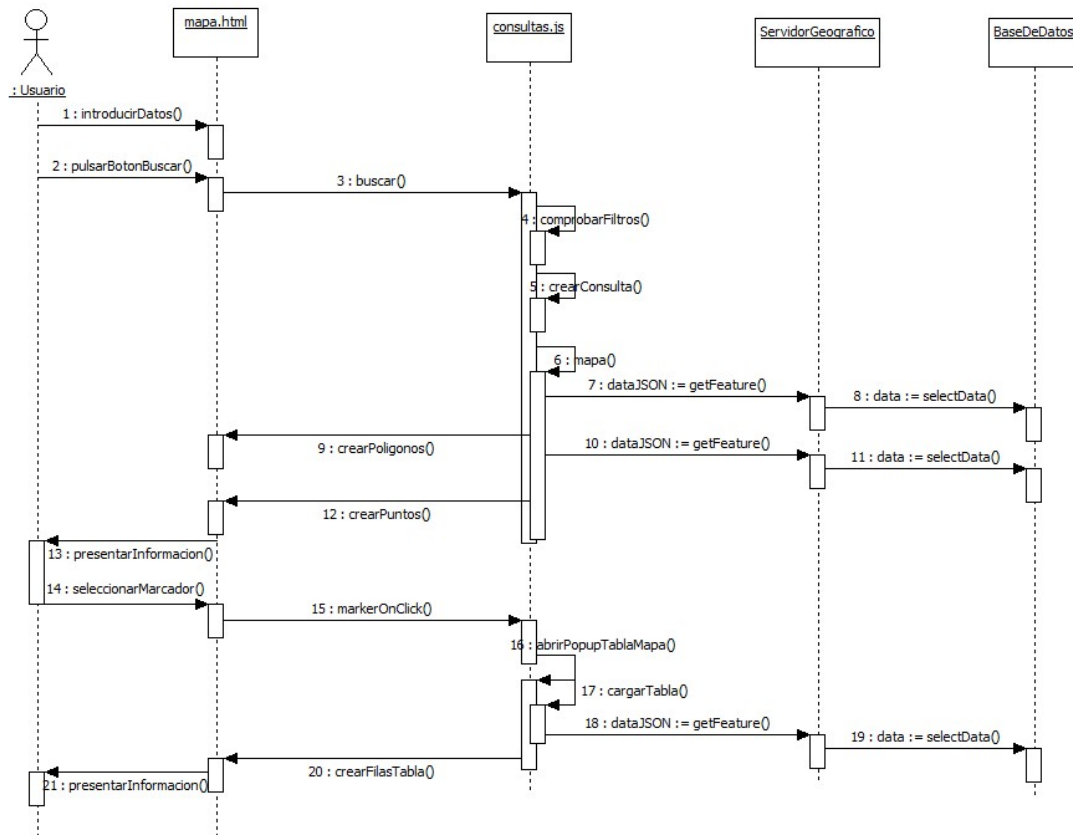 mapa.html
consultas.js
ServidorGeografico
BaseDeDatos
: Usuario
1 : introducirDatos()
2 : pulsarBotonBuscar()
3 : buscar()
4 : comprobarFiltros()
5 : crearConsulta()
6 : mapa()
7 : dataJSON := getFeature()
8 : data := selectData()
9 : crearPoligonos()
10 : dataJSON := getFeature()
11 : data := selectData()
12 : crearPuntos()
13 : presentarInformacion()
14 : seleccionarMarcador()
15 : markerOnClick()
16 : abrirPopupTablaMapa()
17 : cargarTabla()
18 : dataJSON := getFeature()
19 : data := selectData()
20 : crearFilasTabla()
21 : presentarInformacion()